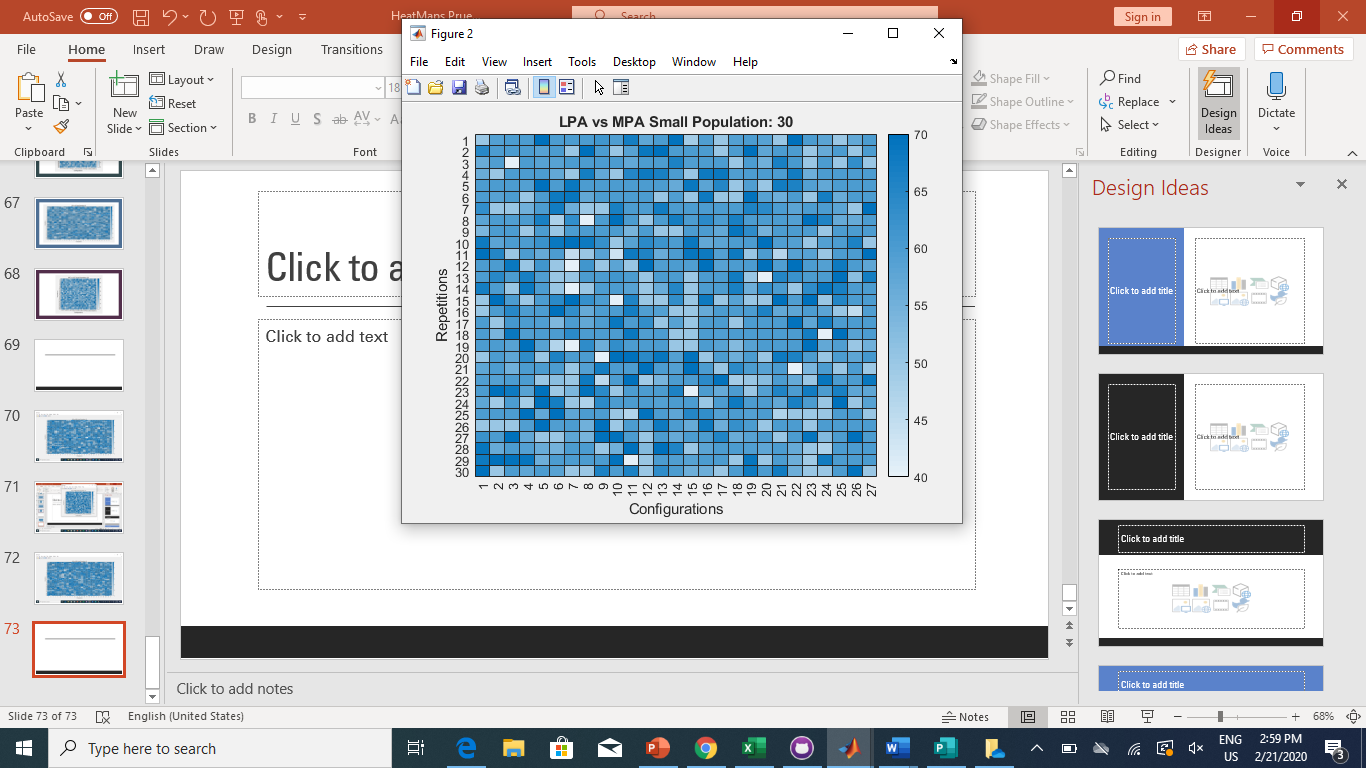 AutoSave Off
HeatMaps Prue
Search
Sign in
File Home Insert Draw Design Transitions
Share Comments
Paste
Clipboard
New
Slide
Layout
Reset
Section
Slides
18
B I U S ab AV
Font
Shape Fill
Shape Outline
Shape Effects
Find
Replace
Select
Editing
Design
Ideas
Designer
Dictate
Voice
67
68
69
70
71
72
73
Click to a
Click to add text
Click to add notes
Figure 2
File Edit View Insert Tools Desktop Window Help
LPA vs MPA Small Population: 30
Repetitions
1
2
3
4
5
6
7
8
9
10
11
12
13
14
15
16
17
18
19
20
21
22
23
24
25
26
27
28
29
30
1 2 3 4 5 6 7 8 9 10 11 12 13 14 15 16 17 18 19 20 21 22 23 24 25 26 27
Configurations
70
65
60
55
50
45
40
Design Ideas
Click to add title
Click to add text
Click to add title
Click to add text
Click to add title
Click to add text
Click to add title
Slide 73 of 73 English (United States)
Notes
68%
Type here to search
ENG
US
2:59 PM
2/21/2020
3